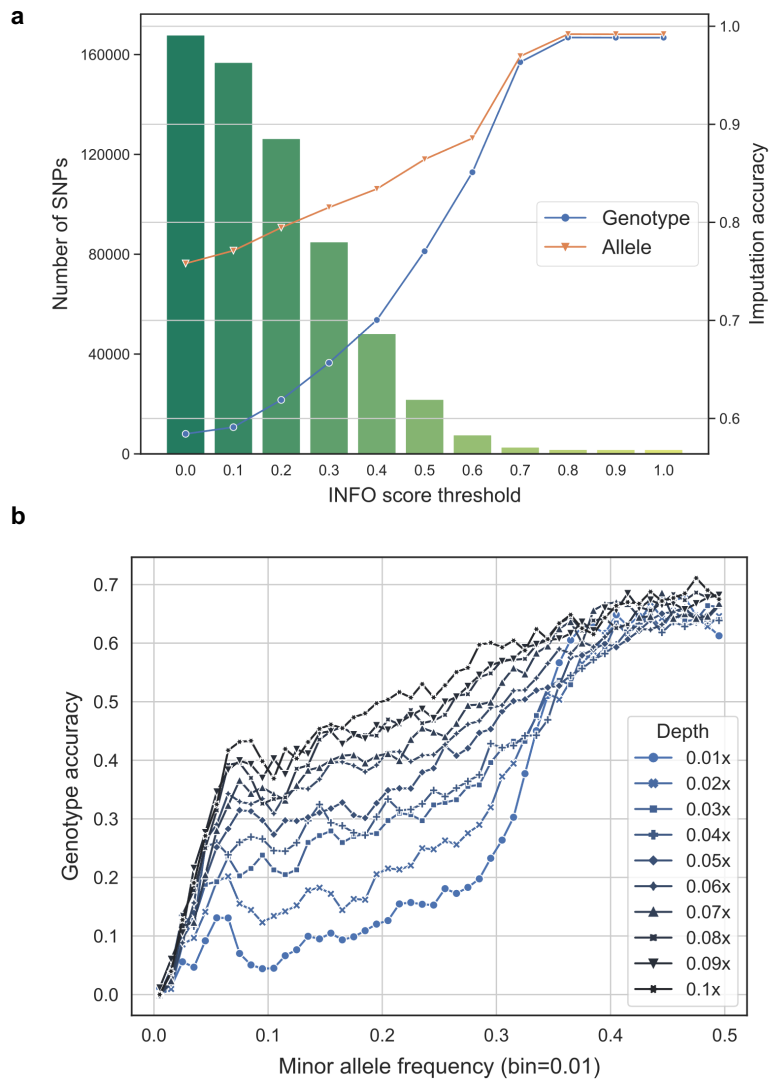 a
160000
120000
80000
40000
0
Number of SNPs
1.0
0.9
0.8
0.7
0.6
Imputation accuracy
Genotype
Allele
0.0 0.1 0.2 0.3 0.4 0.5 0.6 0.7 0.8 0.9 1.0
INFO score threshold
b
0.7
0.6
0.5
0.4
0.3
0.2
0.1
0.0
Genotype accuracy
Depth
0.01x
0.02x
0.03x
0.04x
0.05x
0.06x
0.07x
0.08x
0.09x
0.1x
0.0 0.1 0.2 0.3 0.4 0.5
Minor allele frequency (bin=0.01)